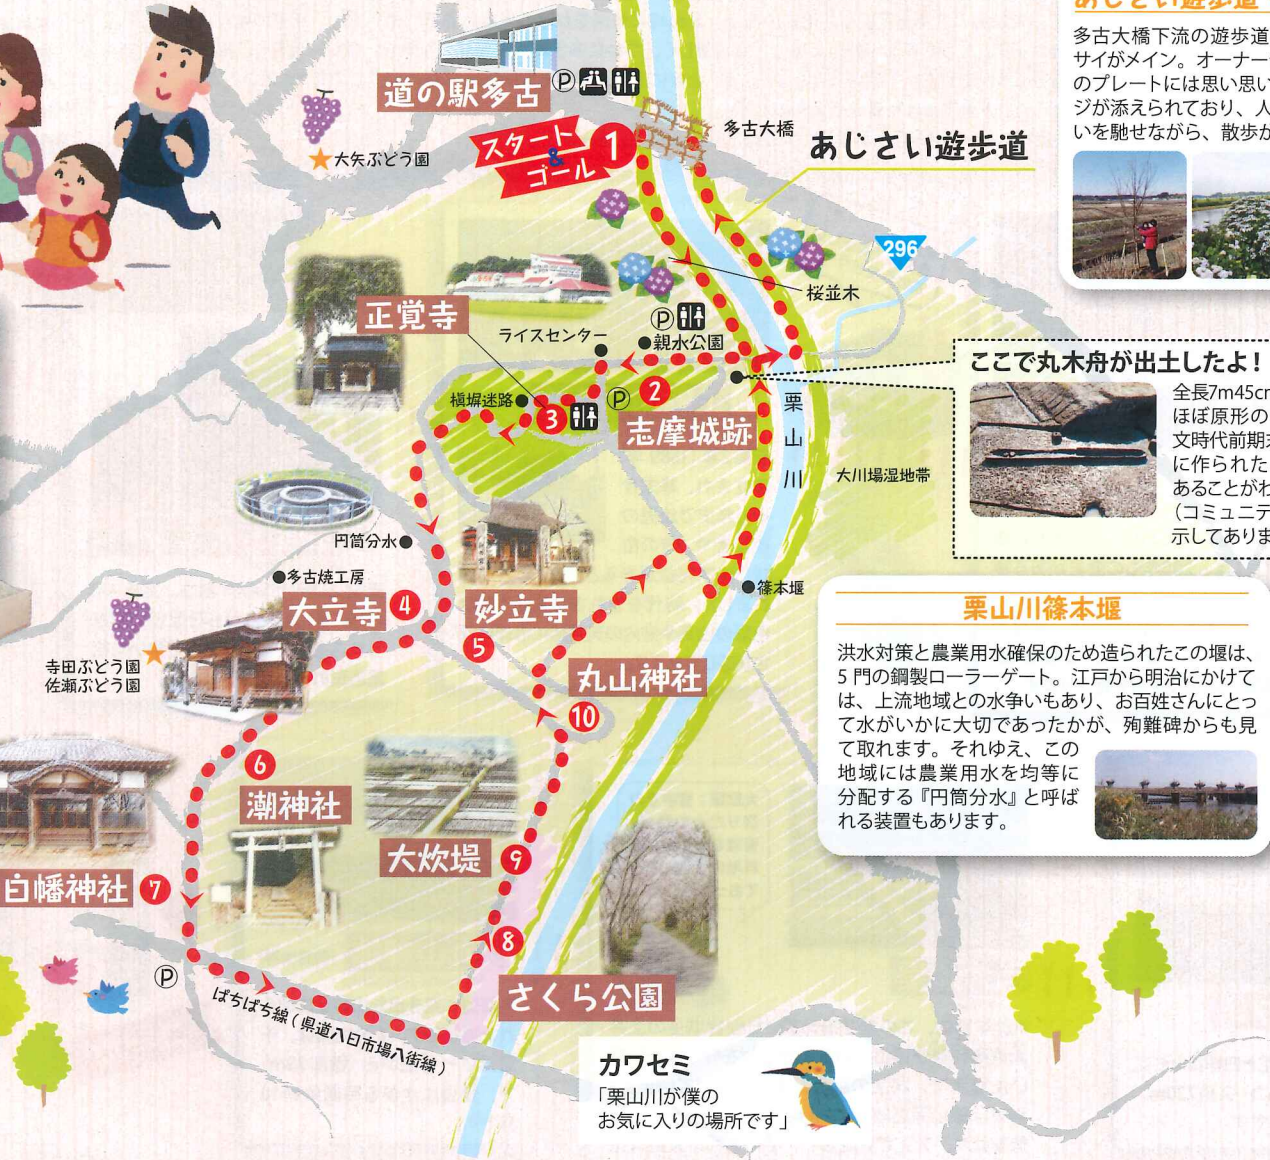 道の駅多古
P
スタート
&
ゴール
1
大矢ぶどう園
多古大橋
あじさい遊歩道
あじさい遊歩道
多古大橋下流の遊歩道
サイがメイン。オーナー
のプレートには思い思い
ジが添えられており、人
いを馳せながら、散歩か
296
桜並木
正覚寺
ライスセンター
P
親水公園
2
P
槇塀迷路
3
志摩城跡
栗山川
大川場湿地帯
ここで丸木舟が出土したよ!
全長7m45cm
ほぼ原形の
文時代前期末
に作られた
あることがわ
(コミュニテ
示してありま
円筒分水
多古焼工房
大立寺
4
妙立寺
5
篠本堰
寺田ぶどう園
佐瀬ぶどう園
丸山神社
10
栗山川篠本堰
洪水対策と農業用水確保のため造られたこの堰は、
5門の鋼製ローラーゲート。江戸から明治にかけて
は、上流地域との水争いもあり、お百姓さんにとっ
て水がいかに大切であったかが、殉難碑からも見
て取れます。それゆえ、この
地域には農業用水を均等に
分配する『円筒分水』と呼ば
れる装置もあります。
6
潮神社
大炊堤
9
白幡神社
7
8
さくら公園
P
ぱちぱち線(県道八日市場八街線)
カワセミ
「栗山川が僕の
お気に入りの場所です」